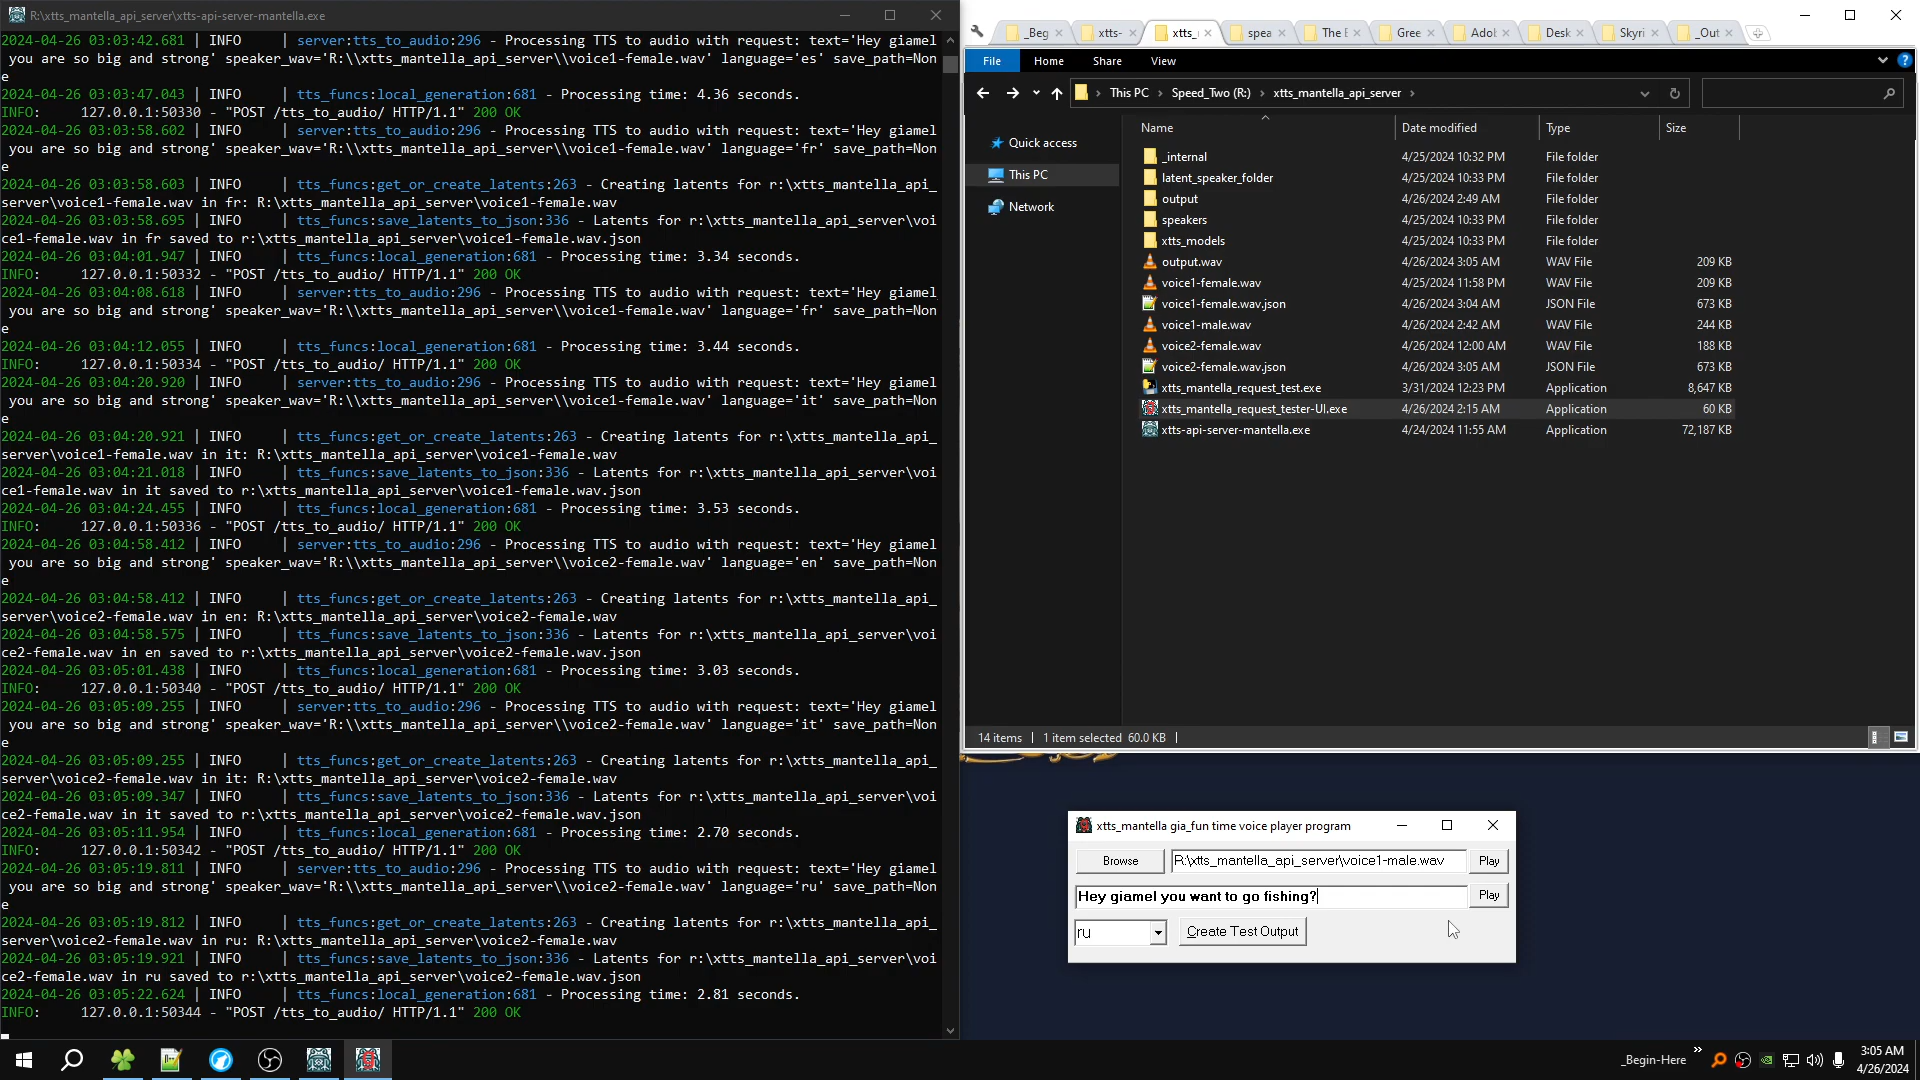 R:\xtts_mantella_api_server\xtts-api-server-mantella.exe
2024-04-26 03:03:42.681 | INFO     | server:tts_to_audio:296 - Processing TTS to audio with request: text='Hey giamel
 you are so big and strong' speaker_wav='R:\\xtts_mantella_api_server\\voice1-female.wav' language='es' save_path=Non
e
2024-04-26 03:03:47.043 | INFO     | tts_funcs:local_generation:681 - Processing time: 4.36 seconds.
INFO:     127.0.0.1:50330 - "POST /tts_to_audio/ HTTP/1.1" 200 OK
2024-04-26 03:03:58.602 | INFO     | server:tts_to_audio:296 - Processing TTS to audio with request: text='Hey giamel
 you are so big and strong' speaker_wav='R:\\xtts_mantella_api_server\\voice1-female.wav' language='fr' save_path=Non
e
2024-04-26 03:03:58.603 | INFO     | tts_funcs:get_or_create_latents:263 - Creating latents for r:\xtts_mantella_api_
server\voice1-female.wav in fr: R:\xtts_mantella_api_server\voice1-female.wav
2024-04-26 03:03:58.695 | INFO     | tts_funcs:save_latents_to_json:336 - Latents for r:\xtts_mantella_api_server\voi
ce1-female.wav in fr saved to r:\xtts_mantella_api_server\voice1-female.wav.json
2024-04-26 03:04:01.947 | INFO     | tts_funcs:local_generation:681 - Processing time: 3.34 seconds.
INFO:     127.0.0.1:50332 - "POST /tts_to_audio/ HTTP/1.1" 200 OK
2024-04-26 03:04:08.618 | INFO     | server:tts_to_audio:296 - Processing TTS to audio with request: text='Hey giamel
 you are so big and strong' speaker_wav='R:\\xtts_mantella_api_server\\voice1-female.wav' language='fr' save_path=Non
e
2024-04-26 03:04:12.055 | INFO     | tts_funcs:local_generation:681 - Processing time: 3.44 seconds.
INFO:     127.0.0.1:50334 - "POST /tts_to_audio/ HTTP/1.1" 200 OK
2024-04-26 03:04:20.920 | INFO     | server:tts_to_audio:296 - Processing TTS to audio with request: text='Hey giamel
 you are so big and strong' speaker_wav='R:\\xtts_mantella_api_server\\voice1-female.wav' language='it' save_path=Non
e
2024-04-26 03:04:20.921 | INFO     | tts_funcs:get_or_create_latents:263 - Creating latents for r:\xtts_mantella_api_
server\voice1-female.wav in it: R:\xtts_mantella_api_server\voice1-female.wav
2024-04-26 03:04:21.018 | INFO     | tts_funcs:save_latents_to_json:336 - Latents for r:\xtts_mantella_api_server\voi
ce1-female.wav in it saved to r:\xtts_mantella_api_server\voice1-female.wav.json
2024-04-26 03:04:24.455 | INFO     | tts_funcs:local_generation:681 - Processing time: 3.53 seconds.
INFO:     127.0.0.1:50336 - "POST /tts_to_audio/ HTTP/1.1" 200 OK
2024-04-26 03:04:58.412 | INFO     | server:tts_to_audio:296 - Processing TTS to audio with request: text='Hey giamel
 you are so big and strong' speaker_wav='R:\\xtts_mantella_api_server\\voice2-female.wav' language='en' save_path=Non
e
2024-04-26 03:04:58.412 | INFO     | tts_funcs:get_or_create_latents:263 - Creating latents for r:\xtts_mantella_api_
server\voice2-female.wav in en: R:\xtts_mantella_api_server\voice2-female.wav
2024-04-26 03:04:58.575 | INFO     | tts_funcs:save_latents_to_json:336 - Latents for r:\xtts_mantella_api_server\voi
ce2-female.wav in en saved to r:\xtts_mantella_api_server\voice2-female.wav.json
2024-04-26 03:05:01.438 | INFO     | tts_funcs:local_generation:681 - Processing time: 3.03 seconds.
INFO:     127.0.0.1:50340 - "POST /tts_to_audio/ HTTP/1.1" 200 OK
2024-04-26 03:05:09.255 | INFO     | server:tts_to_audio:296 - Processing TTS to audio with request: text='Hey giamel
 you are so big and strong' speaker_wav='R:\\xtts_mantella_api_server\\voice2-female.wav' language='it' save_path=Non
e
2024-04-26 03:05:09.255 | INFO     | tts_funcs:get_or_create_latents:263 - Creating latents for r:\xtts_mantella_api_
server\voice2-female.wav in it: R:\xtts_mantella_api_server\voice2-female.wav
2024-04-26 03:05:09.347 | INFO     | tts_funcs:save_latents_to_json:336 - Latents for r:\xtts_mantella_api_server\voi
ce2-female.wav in it saved to r:\xtts_mantella_api_server\voice2-female.wav.json
2024-04-26 03:05:11.954 | INFO     | tts_funcs:local_generation:681 - Processing time: 2.70 seconds.
INFO:     127.0.0.1:50342 - "POST /tts_to_audio/ HTTP/1.1" 200 OK
2024-04-26 03:05:19.811 | INFO     | server:tts_to_audio:296 - Processing TTS to audio with request: text='Hey giamel
 you are so big and strong' speaker_wav='R:\\xtts_mantella_api_server\\voice2-female.wav' language='ru' save_path=Non
e
2024-04-26 03:05:19.812 | INFO     | tts_funcs:get_or_create_latents:263 - Creating latents for r:\xtts_mantella_api_
server\voice2-female.wav in ru: R:\xtts_mantella_api_server\voice2-female.wav
2024-04-26 03:05:19.921 | INFO     | tts_funcs:save_latents_to_json:336 - Latents for r:\xtts_mantella_api_server\voi
ce2-female.wav in ru saved to r:\xtts_mantella_api_server\voice2-female.wav.json
2024-04-26 03:05:22.624 | INFO     | tts_funcs:local_generation:681 - Processing time: 2.81 seconds.
INFO:     127.0.0.1:50344 - "POST /tts_to_audio/ HTTP/1.1" 200 OK
_Beg xtts- xtts_ spea The E Gree Adol Desk Skyri _Out
File Home Share View
This PC > Speed_Two (R:) > xtts_mantella_api_server >
Quick access
This PC
Network
Name Date modified Type Size
_internal 4/25/2024 10:32 PM File folder
latent_speaker_folder 4/25/2024 10:33 PM File folder
output 4/26/2024 2:49 AM File folder
speakers 4/25/2024 10:33 PM File folder
xtts_models 4/25/2024 10:33 PM File folder
output.wav 4/26/2024 3:05 AM WAV File 209 KB
voice1-female.wav 4/25/2024 11:58 PM WAV File 209 KB
voice1-female.wav.json 4/26/2024 3:04 AM JSON File 673 KB
voice1-male.wav 4/26/2024 2:42 AM WAV File 244 KB
voice2-female.wav 4/26/2024 12:00 AM WAV File 188 KB
voice2-female.wav.json 4/26/2024 3:05 AM JSON File 673 KB
xtts_mantella_request_test.exe 3/31/2024 12:23 PM Application 8,647 KB
xtts_mantella_request_tester-UI.exe 4/26/2024 2:15 AM Application 60 KB
xtts-api-server-mantella.exe 4/24/2024 11:55 AM Application 72,187 KB
14 items | 1 item selected 60.0 KB |
xtts_mantella gia_fun time voice player program
Browse R:\xtts_mantella_api_server\voice1-male.wav Play
Hey giamel you want to go fishing? Play
ru Create Test Output
_Begin-Here
3:05 AM
4/26/2024